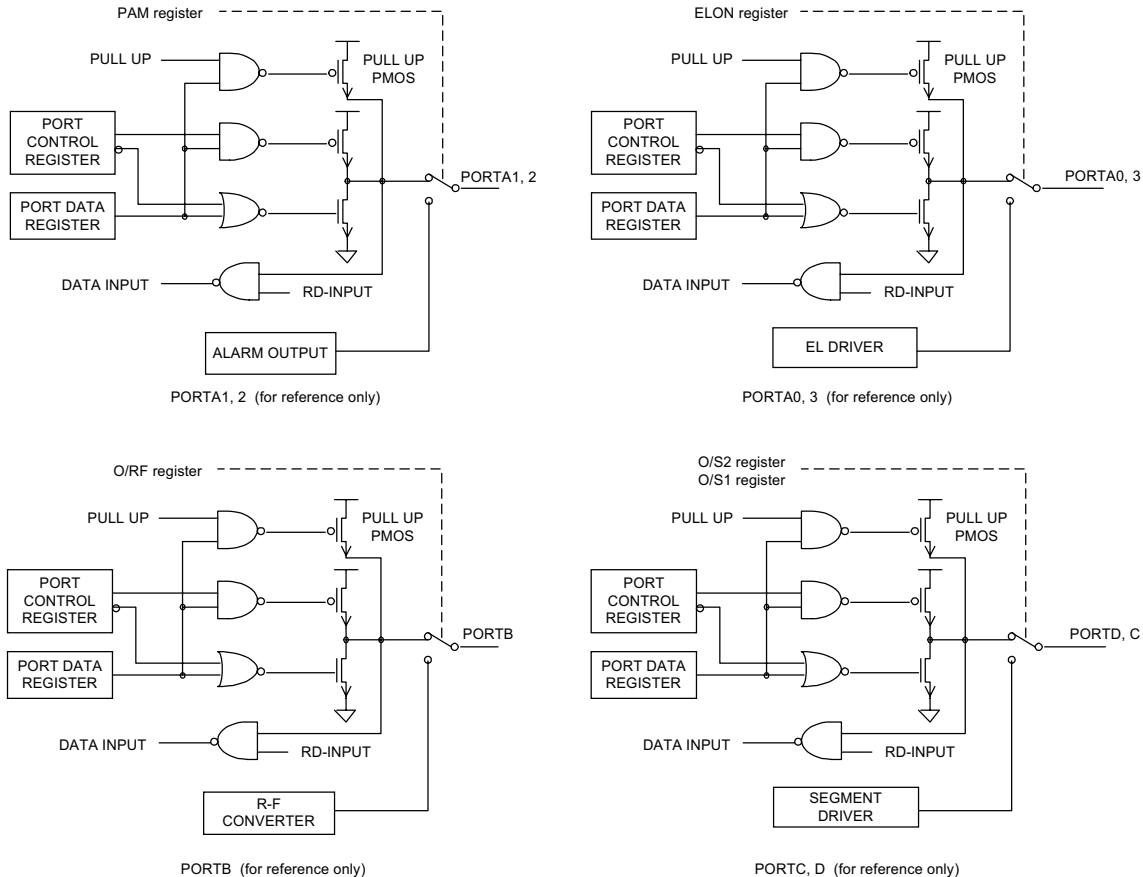 PAM register
PULL UP
PULL UP
PMOS
PORT
CONTROL
REGISTER
PORT DATA
REGISTER
PORTA1, 2
DATA INPUT
RD-INPUT
ALARM OUTPUT
PORTA1, 2 (for reference only)
ELON register
PULL UP
PULL UP
PMOS
PORT
CONTROL
REGISTER
PORT DATA
REGISTER
PORTA0, 3
DATA INPUT
RD-INPUT
EL DRIVER
PORTA0, 3 (for reference only)
O/RF register
PULL UP
PULL UP
PMOS
PORT
CONTROL
REGISTER
PORT DATA
REGISTER
PORTB
DATA INPUT
RD-INPUT
R-F
CONVERTER
PORTB (for reference only)
O/S2 register
O/S1 register
PULL UP
PULL UP
PMOS
PORT
CONTROL
REGISTER
PORT DATA
REGISTER
PORTD, C
DATA INPUT
RD-INPUT
SEGMENT
DRIVER
PORTC, D (for reference only)